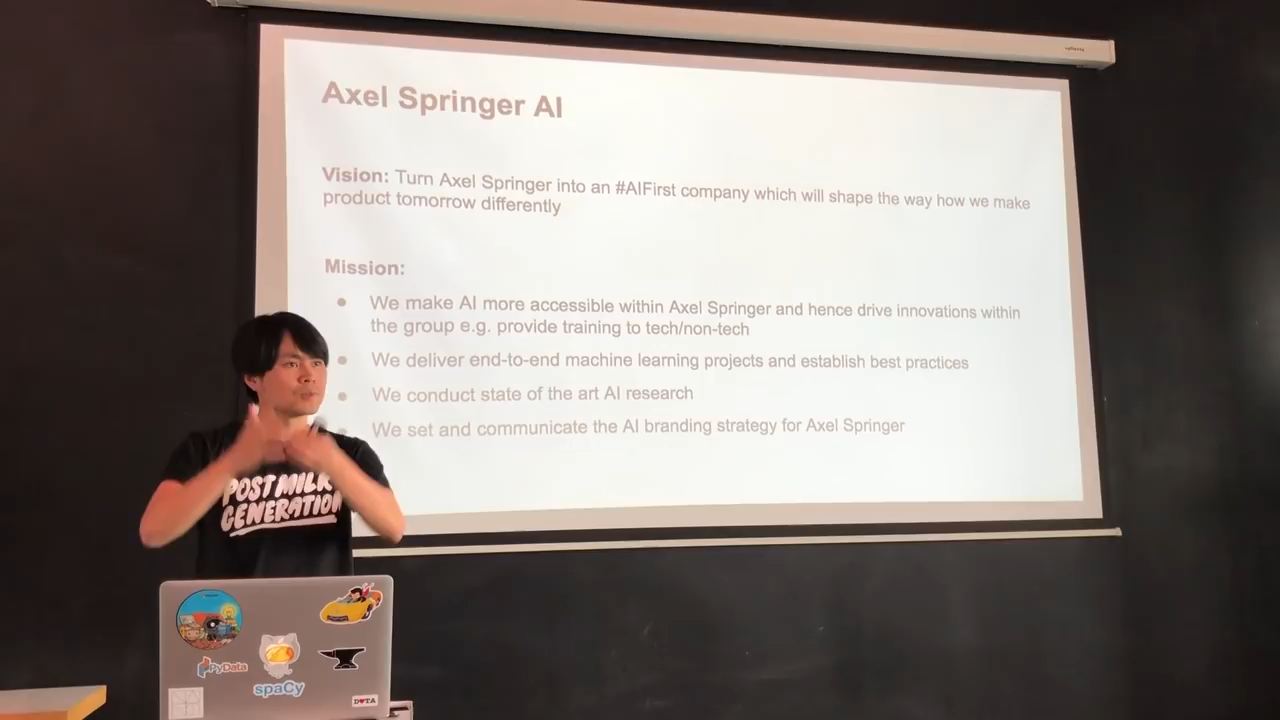 Axel Springer AI
Vision: Turn Axel Springer into an #AIFirst company which will shape the way how we make
product tomorrow differently
Mission:
● We make AI more accessible within Axel Springer and hence drive innovations within
the group e.g. provide training to tech/non-tech
● We deliver end-to-end machine learning projects and establish best practices
● We conduct state of the art AI research
● We set and communicate the AI branding strategy for Axel Springer
POST MILK
GENERATION
PyData
spaCy
D♥TA